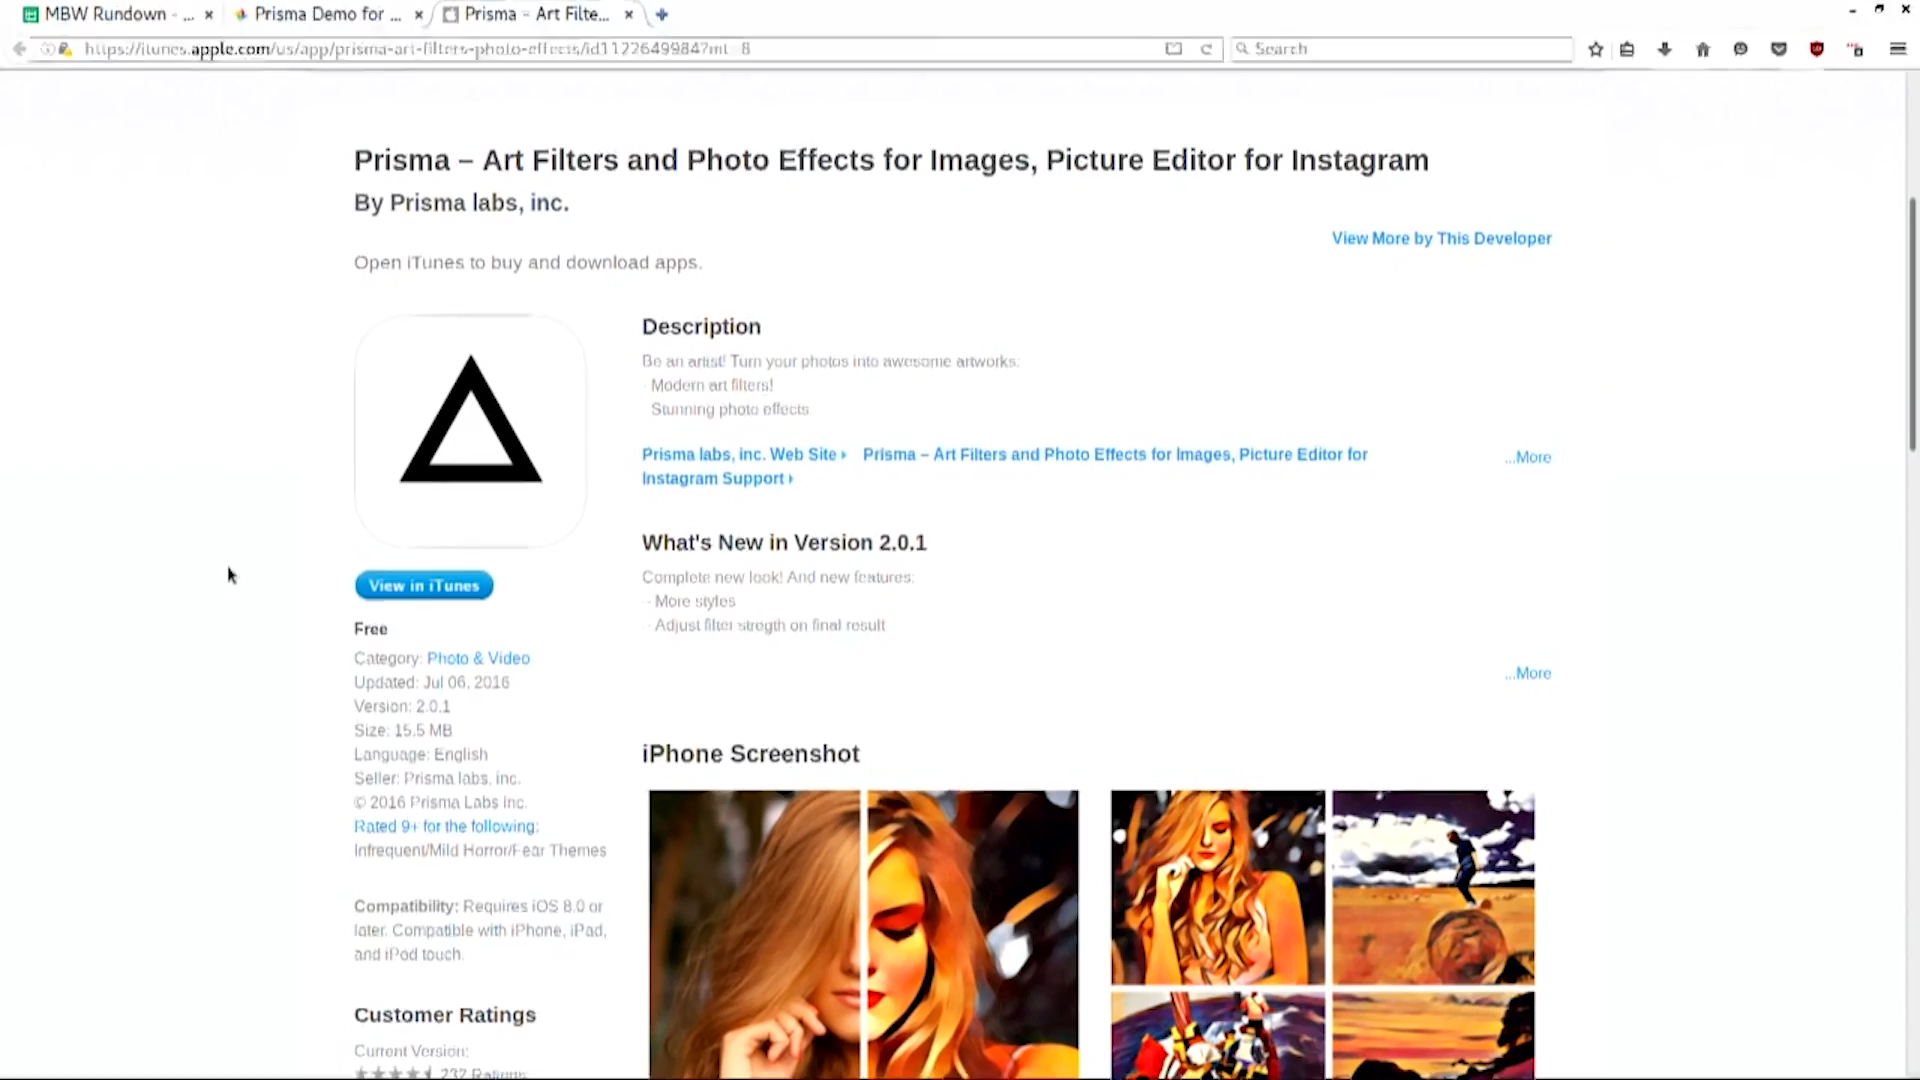 MBW Rundown - ...
Prisma Demo for ...
Prisma - Art Filte...
https://itunes.apple.com/us/app/prisma-art-filters-photo-effects/id1122649984?mt=8
Search
Prisma – Art Filters and Photo Effects for Images, Picture Editor for Instagram
By Prisma labs, inc.
View More by This Developer
Open iTunes to buy and download apps.
Description
Be an artist! Turn your photos into awesome artworks:
Modern art filters!
Stunning photo effects
Prisma labs, inc. Web Site Prisma – Art Filters and Photo Effects for Images, Picture Editor for
Instagram Support
...More
What's New in Version 2.0.1
Complete new look! And new features:
- More styles
- Adjust filter stregth on final result
...More
View in iTunes
Free
Category: Photo & Video
Updated: Jul 06, 2016
Version: 2.0.1
Size: 15.5 MB
Language: English
Seller: Prisma labs, inc.
© 2016 Prisma Labs Inc.
Rated 9+ for the following:
Infrequent/Mild Horror/Fear Themes
Compatibility: Requires iOS 8.0 or
later. Compatible with iPhone, iPad,
and iPod touch.
Customer Ratings
Current Version:
237 Ratings
iPhone Screenshot